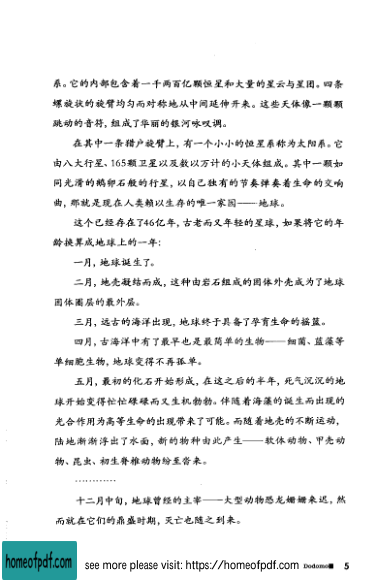 系。它的内部包含着一千两百亿颗恒星和大量的星云与星团。四条
螺旋状的旋臂均匀而对称地从中间延伸开来。这些天体像一颗颗
跳动的音符，组成了华丽的银河咏叹调。
在其中一条猎户旋臂上，有一个小小的恒星系称为太阳系。它
由八大行星、165颗卫星以及数以万计的小天体组成。其中一颗如
同光滑的鹅卵石般的行星，以自己独有的节奏弹奏着生命的交响
曲，那就是现在人类赖以生存的唯一家园——地球。
这个已经存在了46亿年，古老而又年轻的星球，如果将它的年
龄换算成地球上的一年：
一月，地球诞生了。
二月，地壳凝结而成，这种由岩石组成的固体外壳成为了地球
固体圈层的最外层。
三月，远古的海洋出现，地球终于具备了孕育生命的摇篮。
四月，古海洋中有了最早也是最简单的生物——细菌、蓝藻等
单细胞生物，地球变得不再孤单。
五月，最初的化石开始形成，在这之后的半年，死气沉沉的地
球开始变得忙忙碌碌而又生机勃勃。伴随着海藻的诞生而出现的
光合作用为高等生命的出现带来了可能。而随着地壳的不断运动，
陆地渐渐浮出了水面，新的物种由此产生——软体动物、甲壳动
物、昆虫、初生脊椎动物纷至沓来。
…………
十二月中旬，地球曾经的主宰——大型动物恐龙姗姗来迟，然
而就在它们的鼎盛时期，灭亡也随之到来。
homeofpdf.com
see more please visit: https://homeofpdf.com
Dodomo■ 5